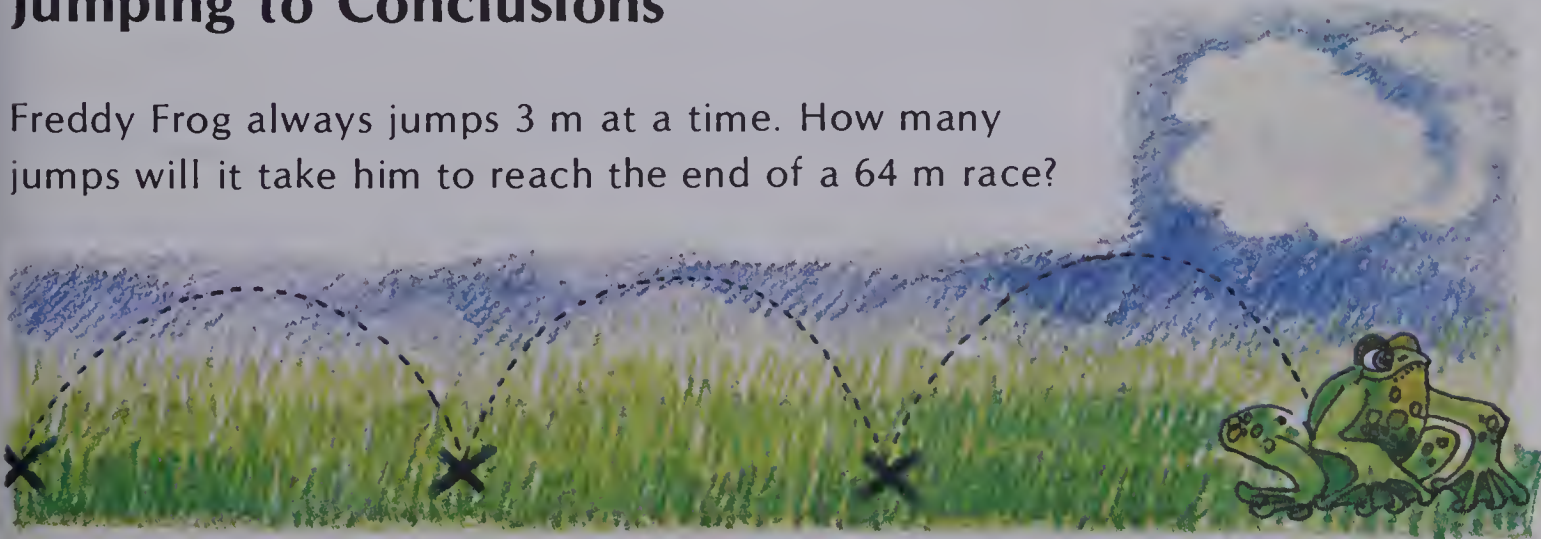 Jumping to Conclusions
Freddy Frog always jumps 3 m at a time. How many
jumps will it take him to reach the end of a 64 m race?